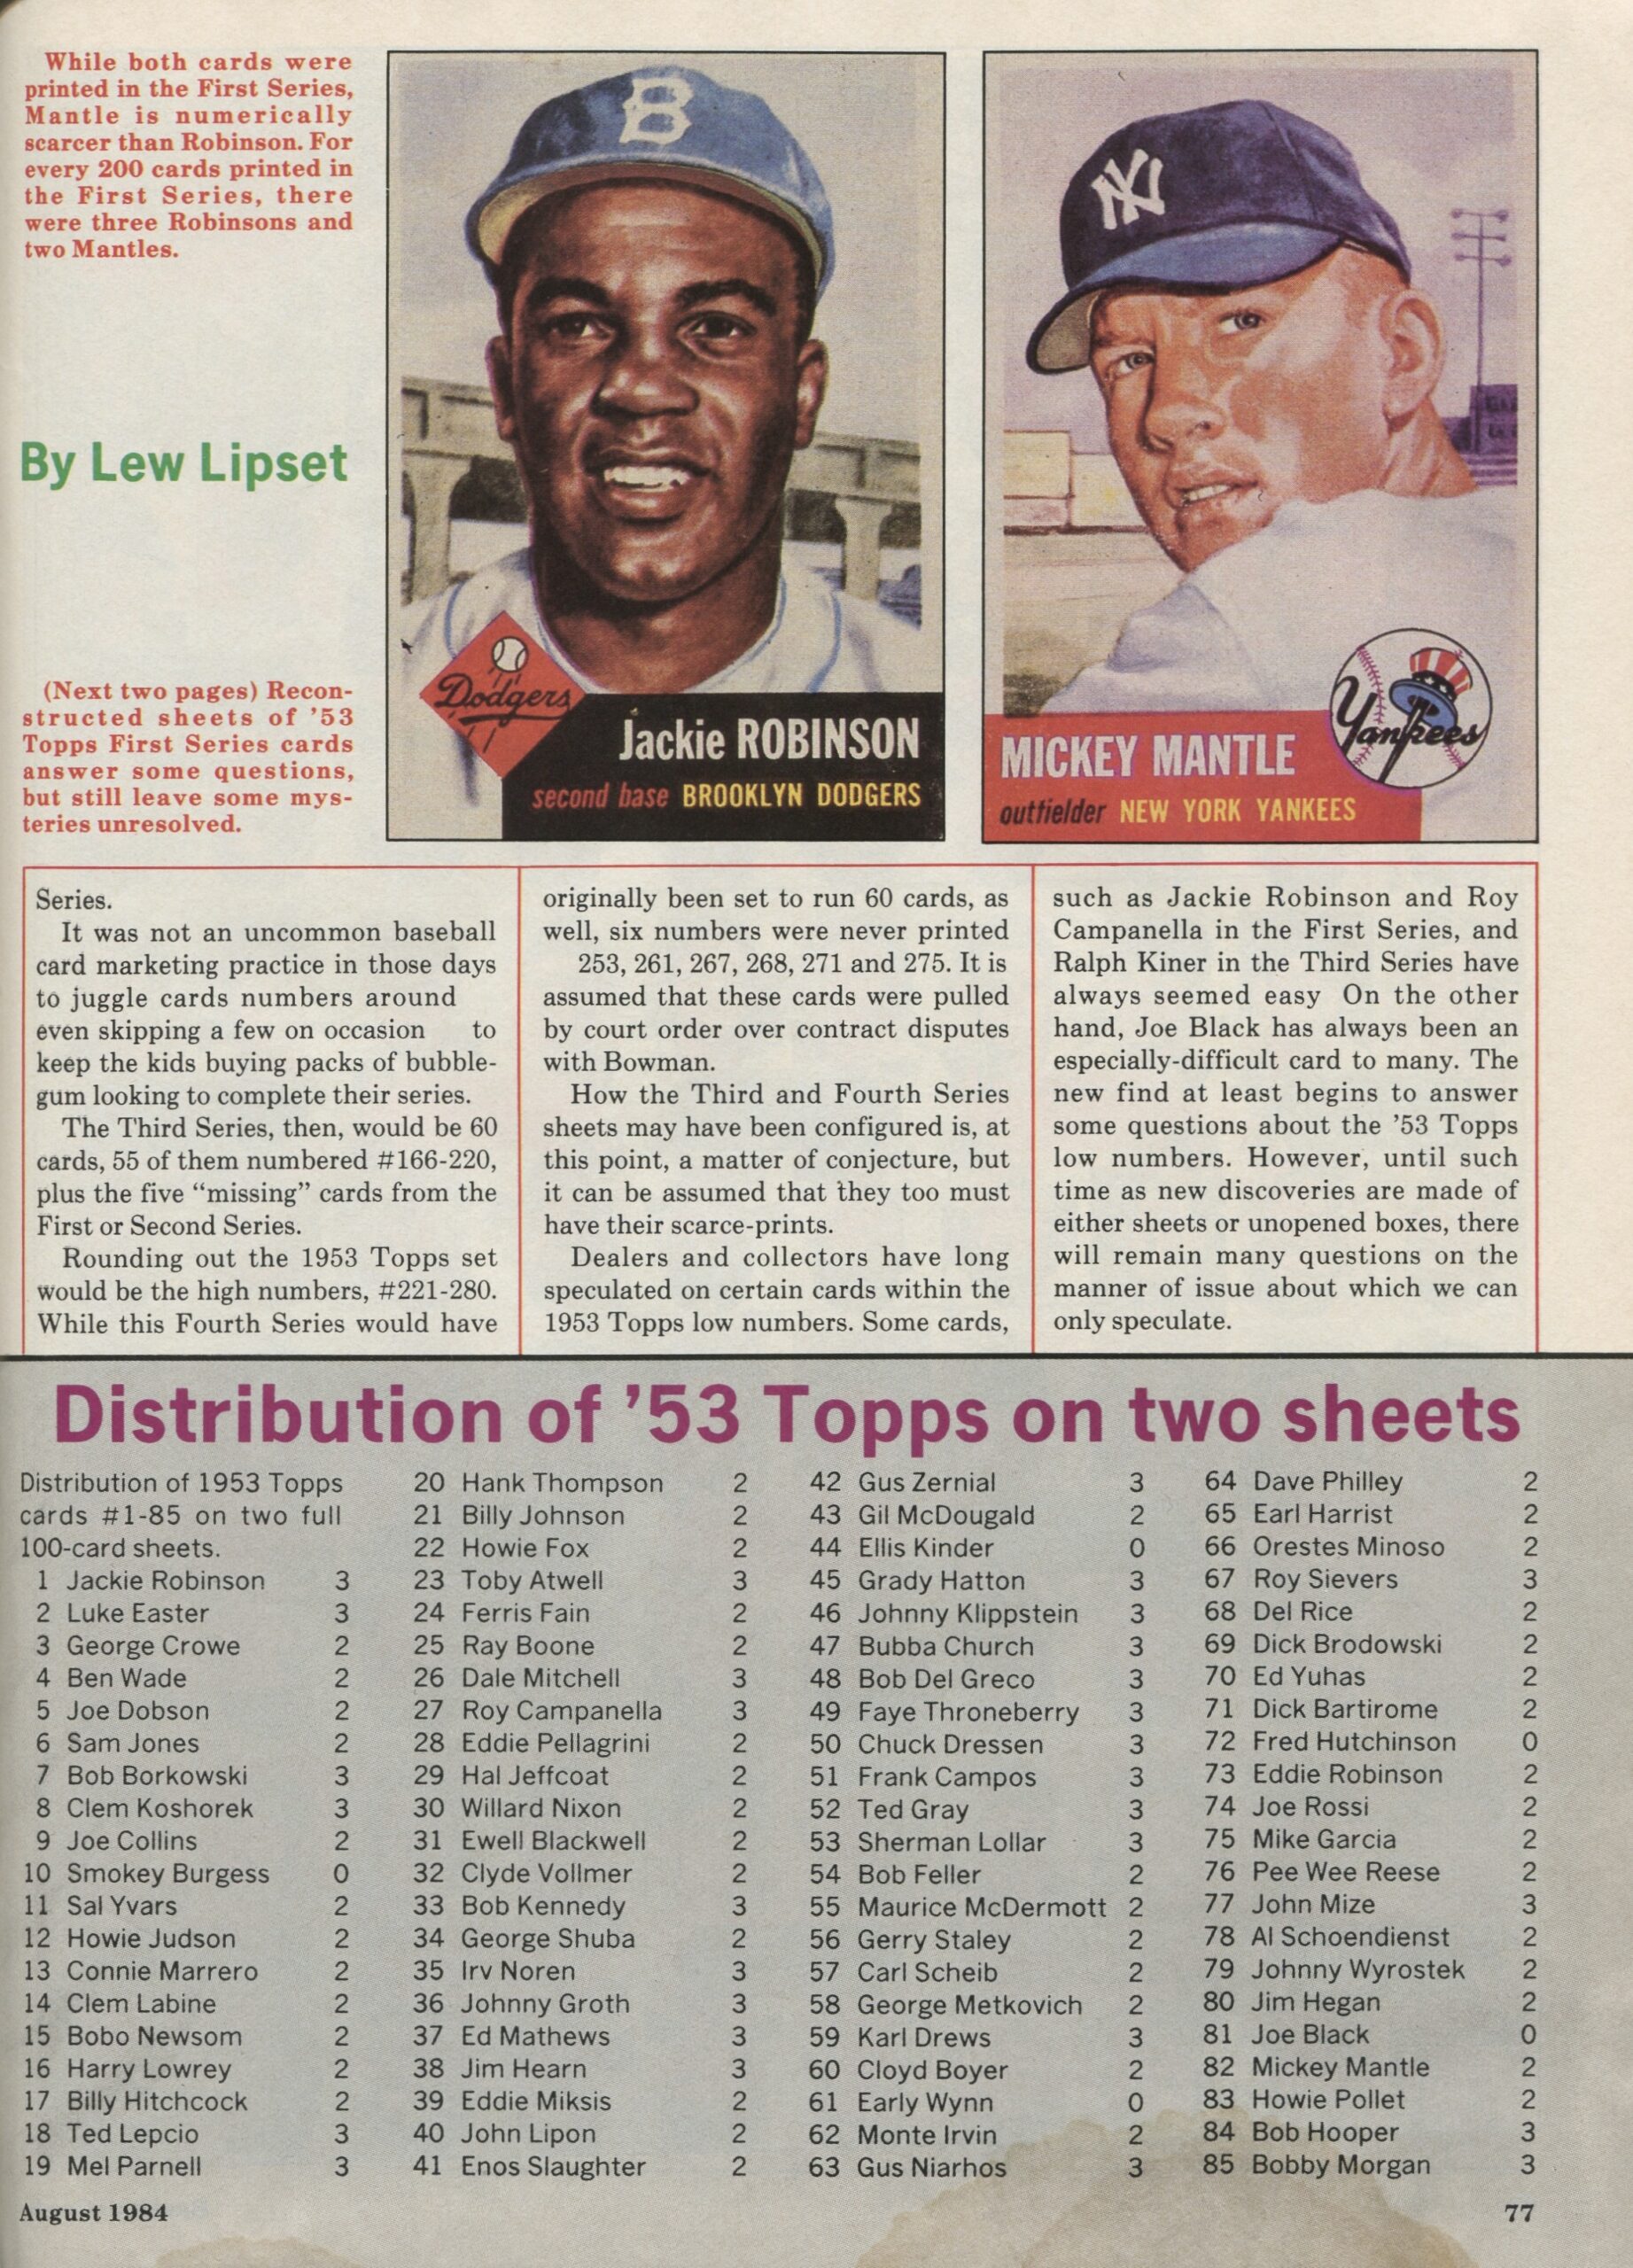 While both cards were
printed in the First Series,
Mantle is numerically
scarcer than Robinson. For
every 200 cards printed in
the First Series, there
were three Robinsons and
two Mantles.
By Lew Lipset
(Next two pages) Recon-
structed sheets of ’53
Topps First Series cards
answer some questions,
but still leave some mys-
teries unresolved.
B
Dodgers
Jackie ROBINSON
second base BROOKLYN DODGERS
NY
Yankees
MICKEY MANTLE
outfielder NEW YORK YANKEES
Series.
It was not an uncommon baseball
card marketing practice in those days
to juggle cards numbers around
even skipping a few on occasion to
keep the kids buying packs of bubble-
gum looking to complete their series.
The Third Series, then, would be 60
cards, 55 of them numbered #166-220,
plus the five “missing” cards from the
First or Second Series.
Rounding out the 1953 Topps set
would be the high numbers, #221-280.
While this Fourth Series would have
originally been set to run 60 cards, as
well, six numbers were never printed
253, 261, 267, 268, 271 and 275. It is
assumed that these cards were pulled
by court order over contract disputes
with Bowman.
How the Third and Fourth Series
sheets may have been configured is, at
this point, a matter of conjecture, but
it can be assumed that they too must
have their scarce-prints.
Dealers and collectors have long
speculated on certain cards within the
1953 Topps low numbers. Some cards,
such as Jackie Robinson and Roy
Campanella in the First Series, and
Ralph Kiner in the Third Series have
always seemed easy On the other
hand, Joe Black has always been an
especially-difficult card to many. The
new find at least begins to answer
some questions about the ’53 Topps
low numbers. However, until such
time as new discoveries are made of
either sheets or unopened boxes, there
will remain many questions on the
manner of issue about which we can
only speculate.
Distribution of ’53 Topps on two sheets
Distribution of 1953 Topps
cards #1-85 on two full
100-card sheets.
1 Jackie Robinson 3
2 Luke Easter 3
3 George Crowe 2
4 Ben Wade 2
5 Joe Dobson 2
6 Sam Jones 2
7 Bob Borkowski 3
8 Clem Koshorek 3
9 Joe Collins 2
10 Smokey Burgess 0
11 Sal Yvars 2
12 Howie Judson 2
13 Connie Marrero 2
14 Clem Labine 2
15 Bobo Newsom 2
16 Harry Lowrey 2
17 Billy Hitchcock 2
18 Ted Lepcio 3
19 Mel Parnell 3
20 Hank Thompson 2
21 Billy Johnson 2
22 Howie Fox 2
23 Toby Atwell 3
24 Ferris Fain 2
25 Ray Boone 2
26 Dale Mitchell 3
27 Roy Campanella 3
28 Eddie Pellagrini 2
29 Hal Jeffcoat 2
30 Willard Nixon 2
31 Ewell Blackwell 2
32 Clyde Vollmer 2
33 Bob Kennedy 3
34 George Shuba 2
35 Irv Noren 3
36 Johnny Groth 3
37 Ed Mathews 3
38 Jim Hearn 3
39 Eddie Miksis 2
40 John Lipon 2
41 Enos Slaughter 2
42 Gus Zernial 3
43 Gil McDougald 2
44 Ellis Kinder 0
45 Grady Hatton 3
46 Johnny Klippstein 3
47 Bubba Church 3
48 Bob Del Greco 3
49 Faye Throneberry 3
50 Chuck Dressen 3
51 Frank Campos 3
52 Ted Gray 3
53 Sherman Lollar 3
54 Bob Feller 2
55 Maurice McDermott 2
56 Gerry Staley 2
57 Carl Scheib 2
58 George Metkovich 2
59 Karl Drews 3
60 Cloyd Boyer 2
61 Early Wynn 0
62 Monte Irvin 2
63 Gus Niarhos 3
64 Dave Philley 2
65 Earl Harrist 2
66 Orestes Minoso 2
67 Roy Sievers 3
68 Del Rice 2
69 Dick Brodowski 2
70 Ed Yuhas 2
71 Dick Bartirome 2
72 Fred Hutchinson 0
73 Eddie Robinson 2
74 Joe Rossi 2
75 Mike Garcia 2
76 Pee Wee Reese 2
77 John Mize 3
78 Al Schoendienst 2
79 Johnny Wyrostek 2
80 Jim Hegan 2
81 Joe Black 0
82 Mickey Mantle 2
83 Howie Pollet 2
84 Bob Hooper 3
85 Bobby Morgan 3
August 1984
77